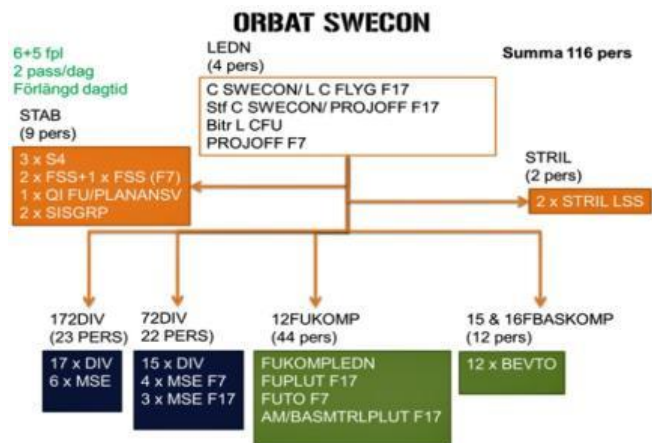 ORBAT SWECON
6+5 fpl
2 pass/dag
Förlängd dagtid
LEDN
(4 pers)
Summa 116 pers
C SWECON/ L C FLYG F17
Stf C SWECON/ PROJOFF F17
Bitr L CFU
PROJOFF F7
STAB
(9 pers)
3 x S4
2 x FSS+1 x FSS (F7)
1 x QI FU/PLANANSV
2 x SISGRP
STRIL
(2 pers)
2 x STRIL LSS
172DIV
(23 PERS)
17 x DIV
6 x MSE
72DIV
22 PERS)
15 x DIV
4 x MSE F7
3 x MSE F17
12FUKOMP
(44 pers)
FUKOMPLEDN
FUPLUT F17
FUTO F7
AM/BASMTRLPLUT F17
15 & 16FBASKOMP
(12 pers)
12 x BEVTO